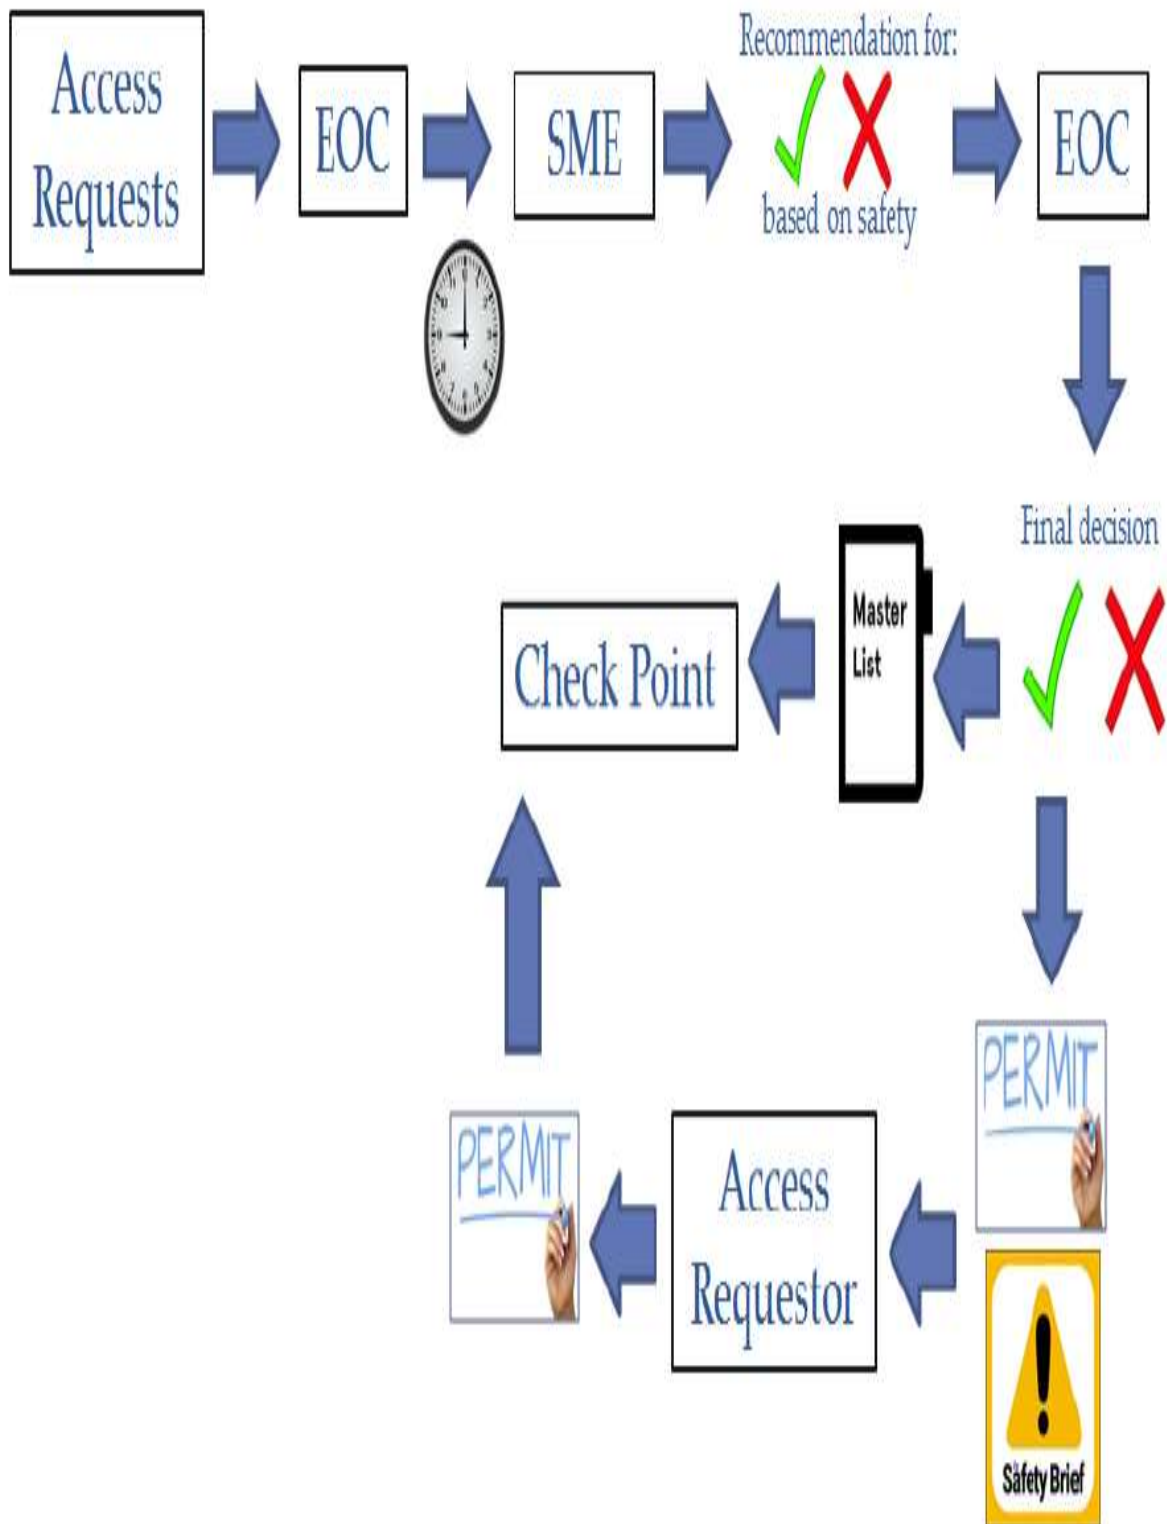 Access
Requests
EOC
SME
Recommendation for:
based on safety
EOC
Final decision
Master
List
Check Point
PERMIT
PERMIT
Access
Requestor
Safety Brief